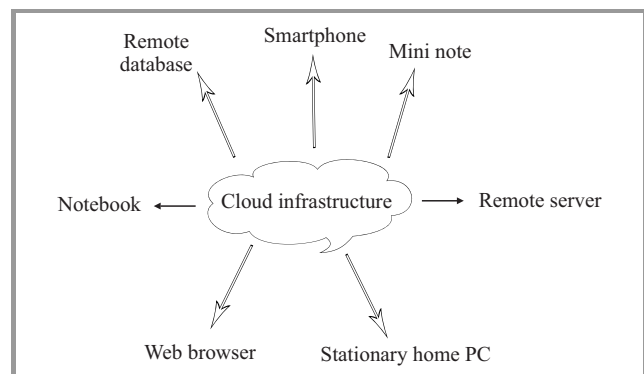 Smartphone
Remote
database
Mini note
Notebook
Cloud infrastructure
Remote server
Web browser
Stationary home PC